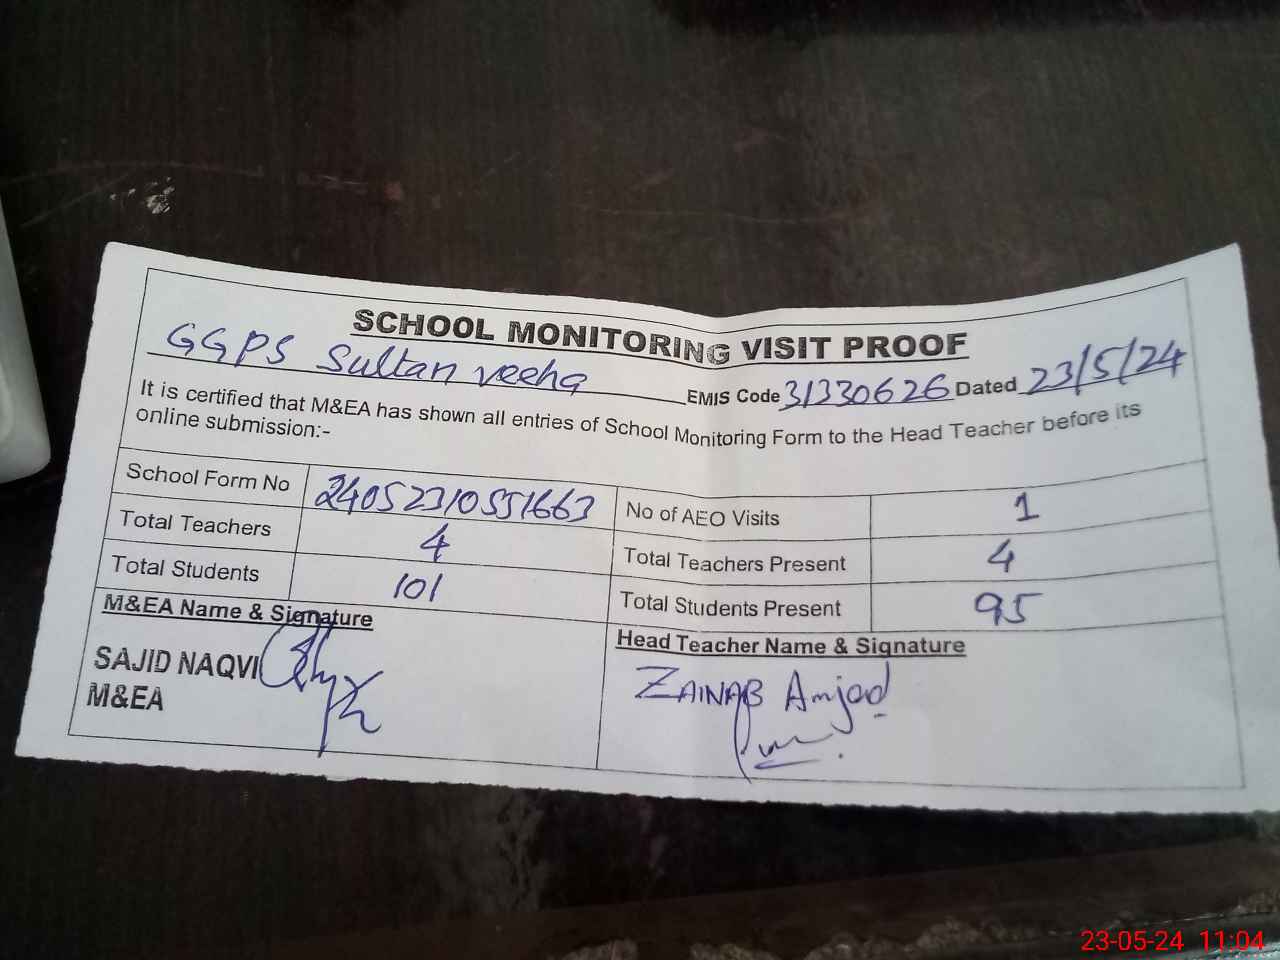 SCHOOL MONITORING VISIT PROOF
GGPS Sultan veeha EMIS Code 31330626 Dated 23/5/24
It is certified that M&EA has shown all entries of School Monitoring Form to the Head Teacher before its
online submission:-
School Form No 24052310551663 No of AEO Visits 1
Total Teachers 4 Total Teachers Present 4
Total Students 101 Total Students Present 95
M&EA Name & Signature Head Teacher Name & Signature
SAJID NAQVI ZAINAB Amjad
M&EA
23-05-24 11:04